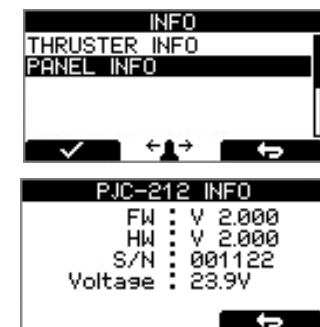 INFO
THRUSTER INFO
PANEL INFO
PJC-212 INFO
FW : V 2.000
HW : V 2.000
S/N : 001122
Voltage : 23.9V